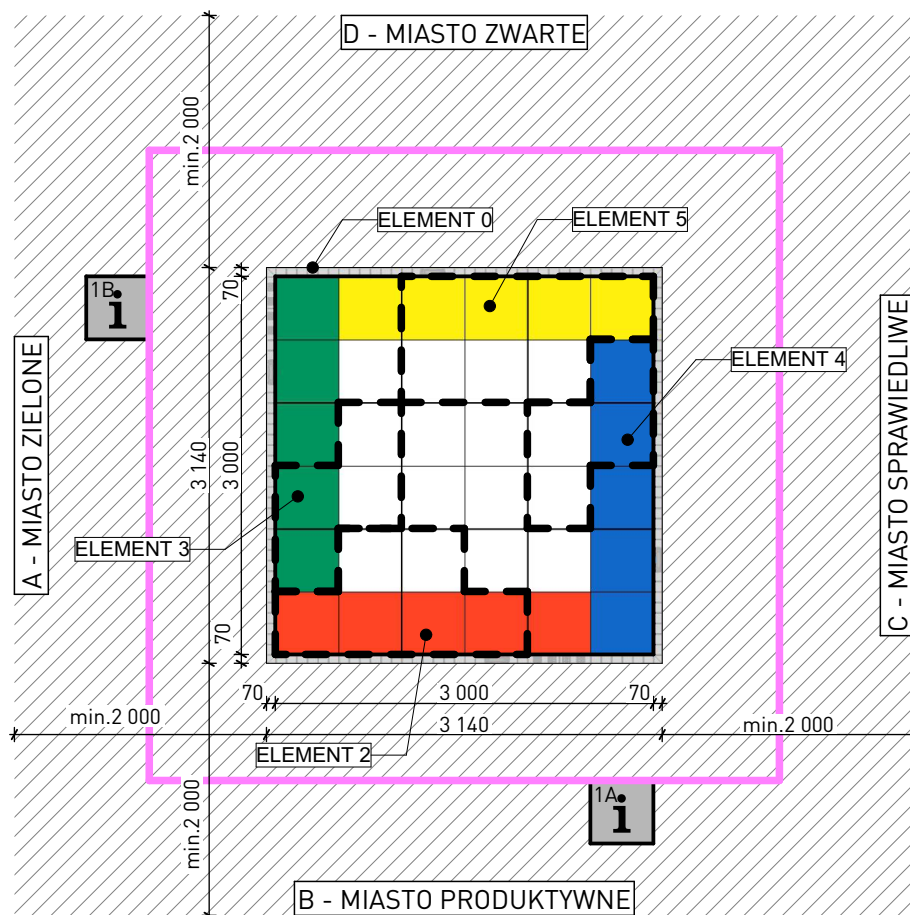 D - MIASTO ZWARTE
min.2 000
ELEMENT 0
ELEMENT 5
1B
i
70
A - MIASTO ZIELONE
ELEMENT 4
C - MIASTO SPRAWIEDLIWE
3 140
3 000
ELEMENT 3
70
70
3 000
70
min.2 000
3 140
min.2 000
ELEMENT 2
min.2 000
1A
i
B - MIASTO PRODUKTYWNE